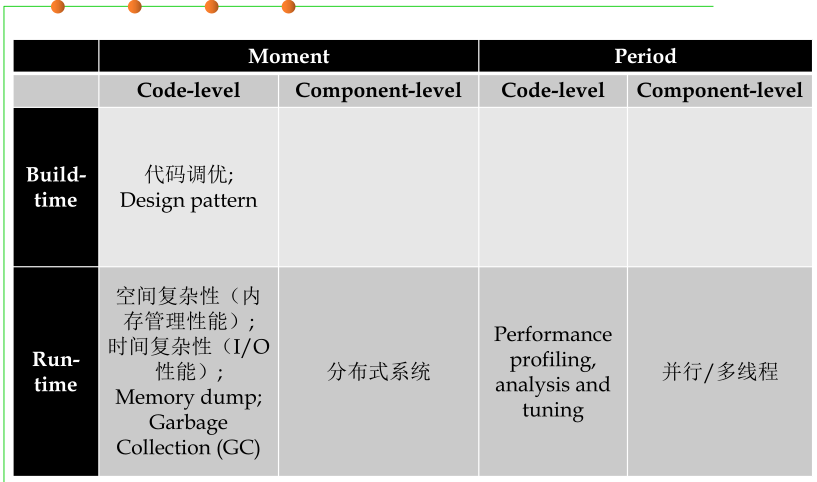 Moment
Period
Code-level
Component-level
Code-level
Component-level
Build-
time
代码调优;
Design pattern
Run-
time
空间复杂性（内
存管理性能）;
时间复杂性（I/O
性能）;
Memory dump;
Garbage
Collection (GC)
分布式系统
Performance
profiling,
analysis and
tuning
并行/多线程